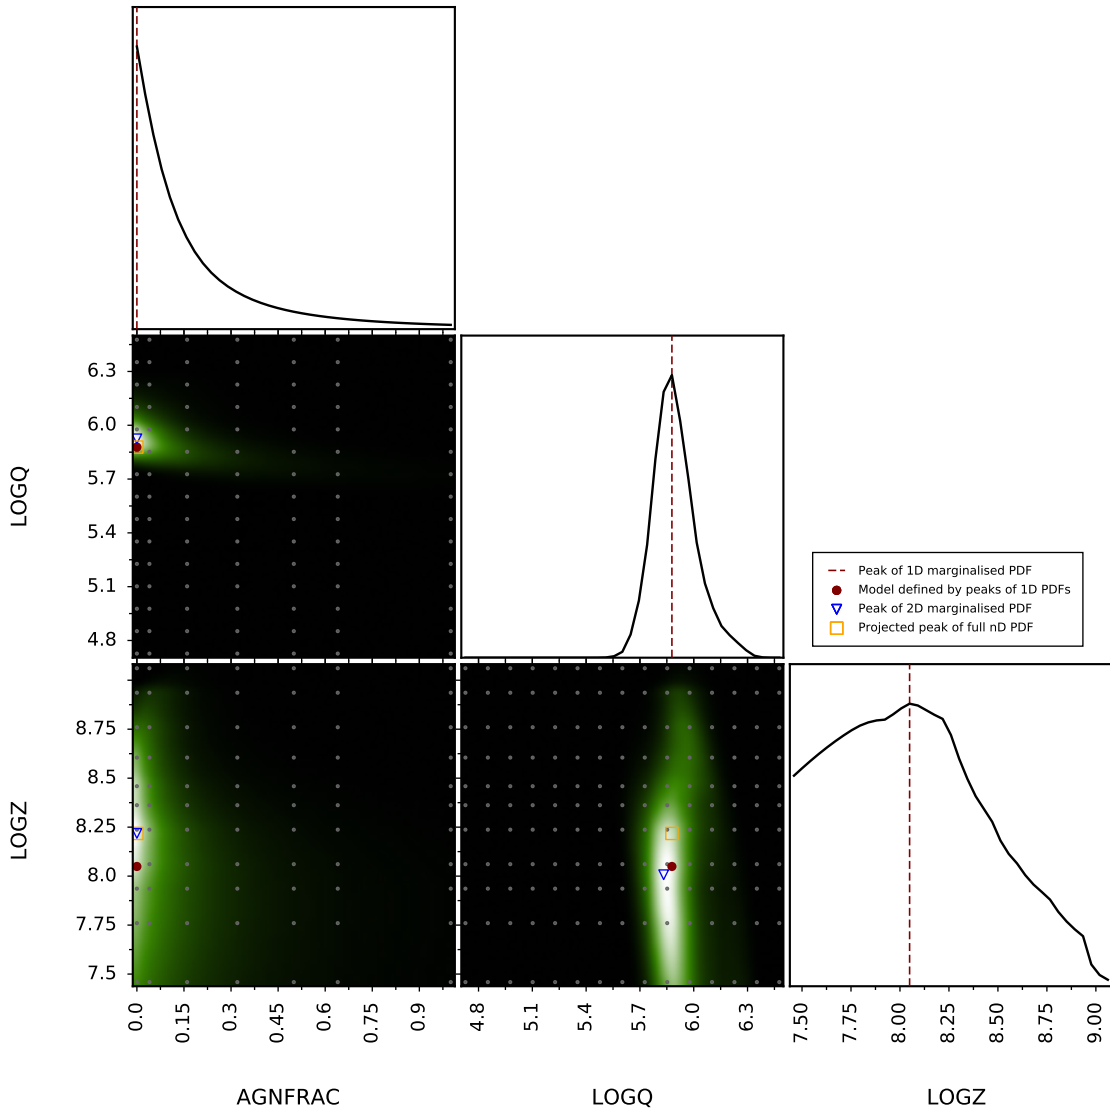 6.3
6.0
5.7
5.4
5.1
4.8
LOGQ
Peak of 1D marginalised PDF
Model defined by peaks of 1D PDFs
Peak of 2D marginalised PDF
Projected peak of full nD PDF
8.75
8.5
8.25
8.0
7.75
7.5
LOGZ
0.0 0.15 0.3 0.45 0.6 0.75 0.9
4.8 5.1 5.4 5.7 6.0 6.3
7.50 7.75 8.00 8.25 8.50 8.75 9.00
AGNFRAC LOGQ LOGZ